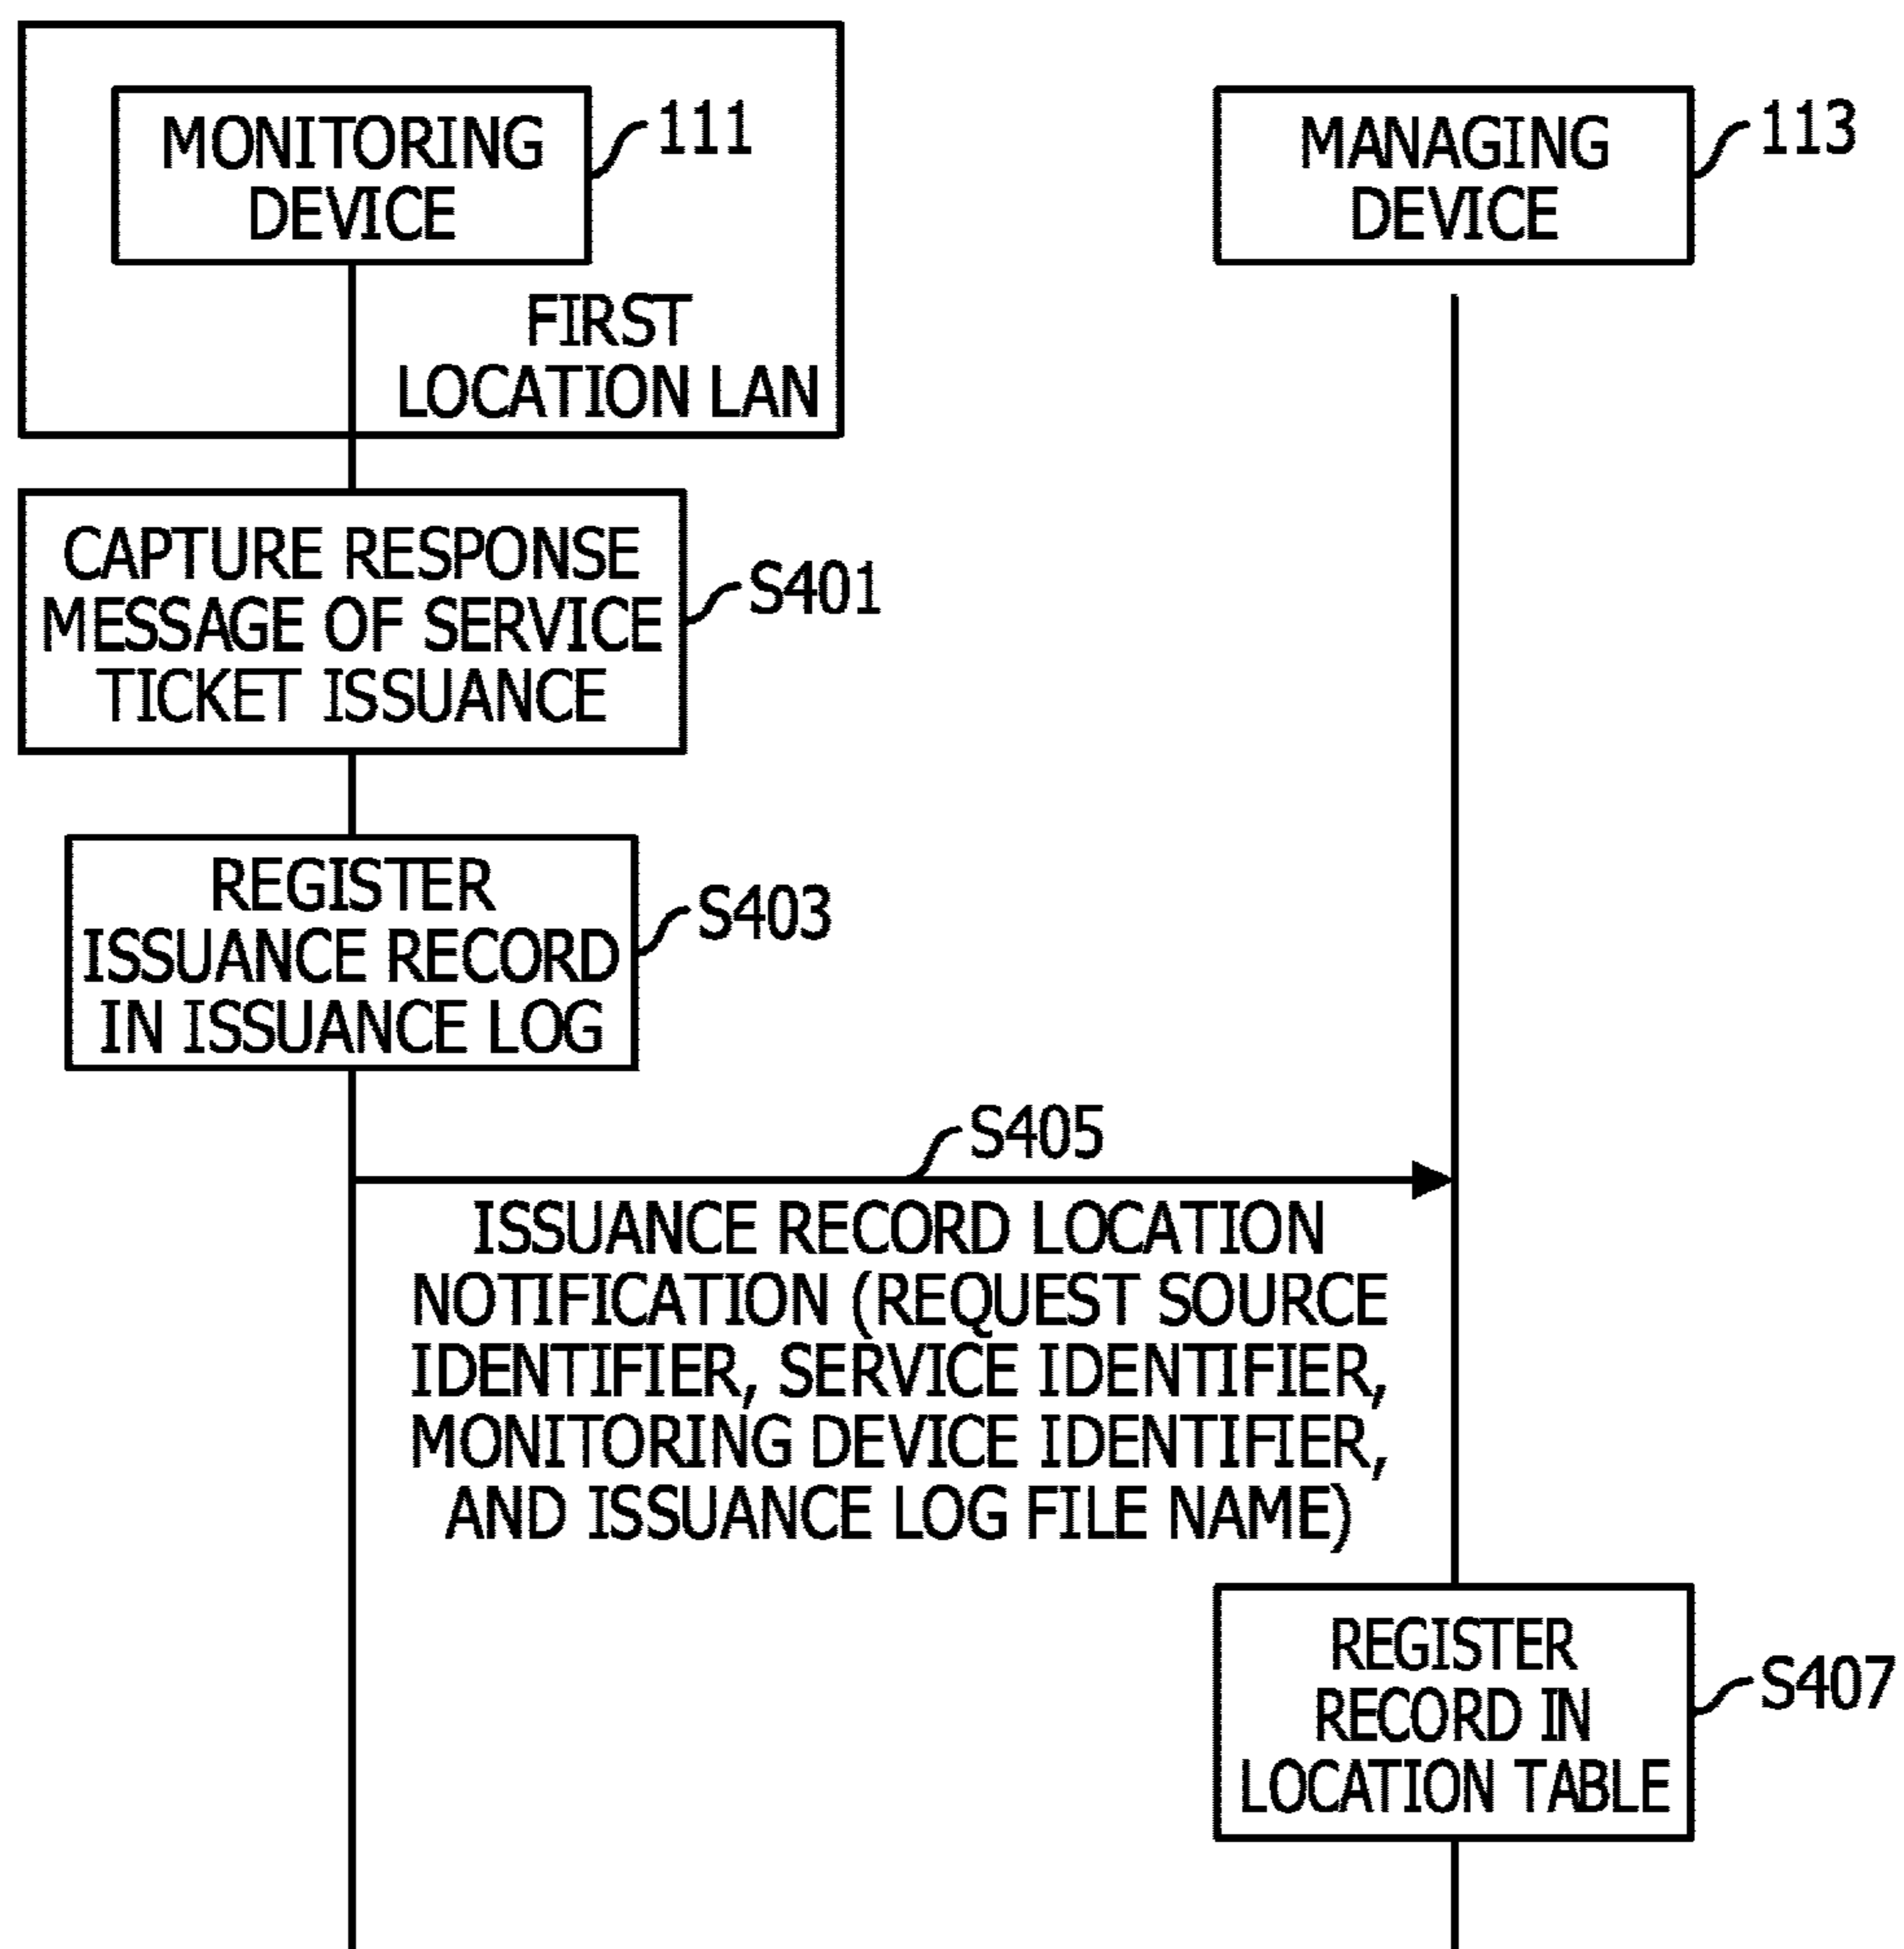 MONITORING
DEVICE
111
MANAGING
DEVICE
113
FIRST
LOCATION LAN
CAPTURE RESPONSE
MESSAGE OF SERVICE
TICKET ISSUANCE
S401
REGISTER
ISSUANCE RECORD
IN ISSUANCE LOG
S403
S405
ISSUANCE RECORD LOCATION
NOTIFICATION (REQUEST SOURCE
IDENTIFIER, SERVICE IDENTIFIER,
MONITORING DEVICE IDENTIFIER,
AND ISSUANCE LOG FILE NAME)
REGISTER
RECORD IN
LOCATION TABLE
S407